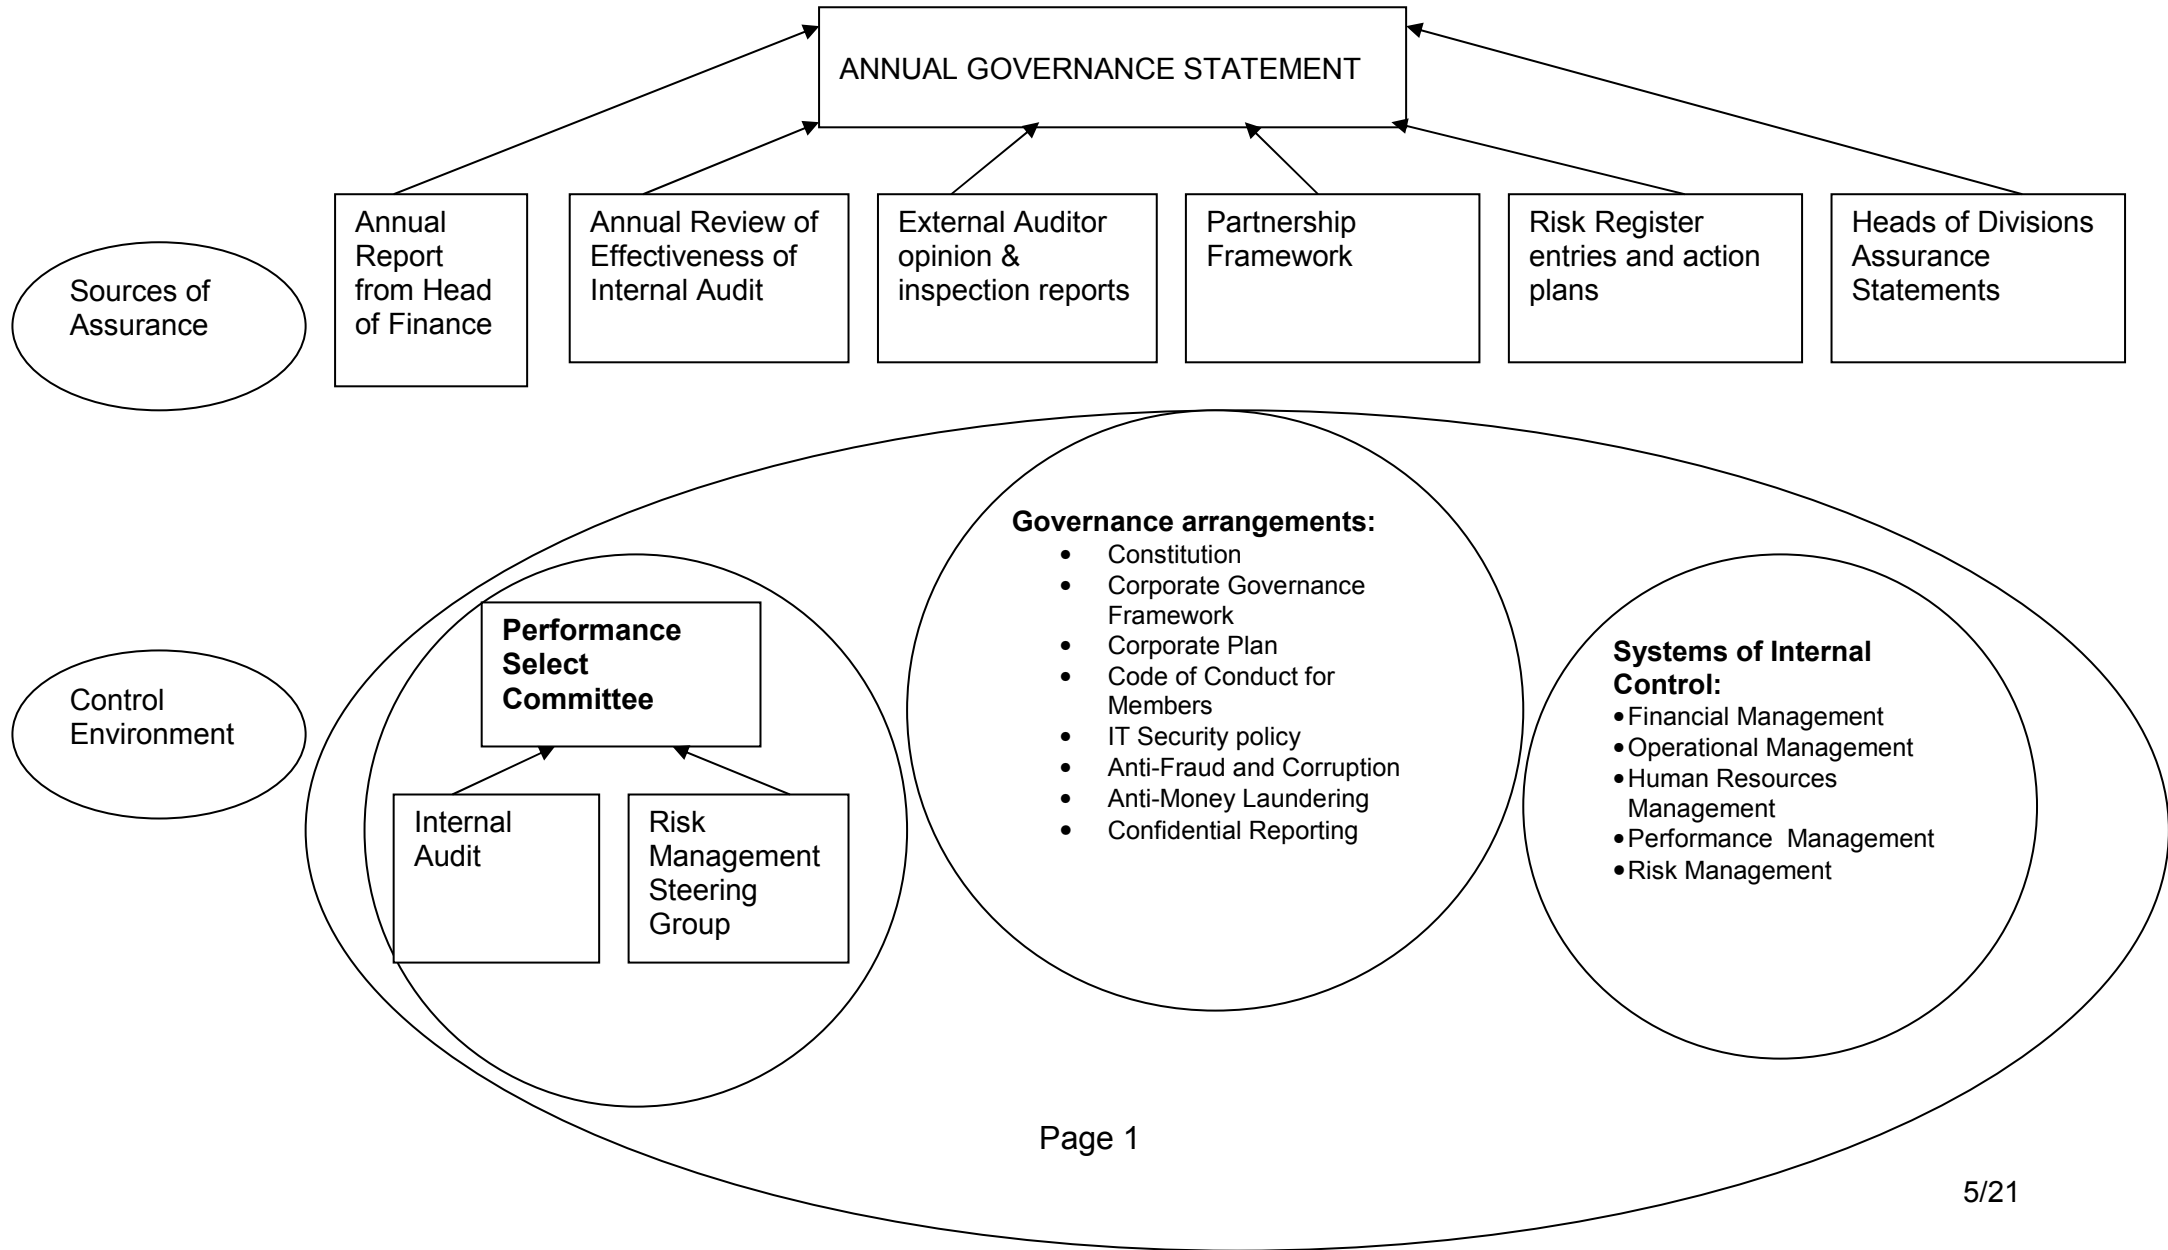 ANNUAL GOVERNANCE STATEMENT
Sources of
Assurance
Annual
Report
from Head
of Finance
Annual Review of
Effectiveness of
Internal Audit
External Auditor
opinion &
inspection reports
Partnership
Framework
Risk Register
entries and action
plans
Heads of Divisions
Assurance
Statements
Control
Environment
Performance
Select
Committee
Internal
Audit
Risk
Management
Steering
Group
Governance arrangements:
• Constitution
• Corporate Governance
Framework
• Corporate Plan
• Code of Conduct for
Members
• IT Security policy
• Anti-Fraud and Corruption
• Anti-Money Laundering
• Confidential Reporting
Systems of Internal
Control:
• Financial Management
• Operational Management
• Human Resources
Management
• Performance  Management
• Risk Management
Page 1
5/21